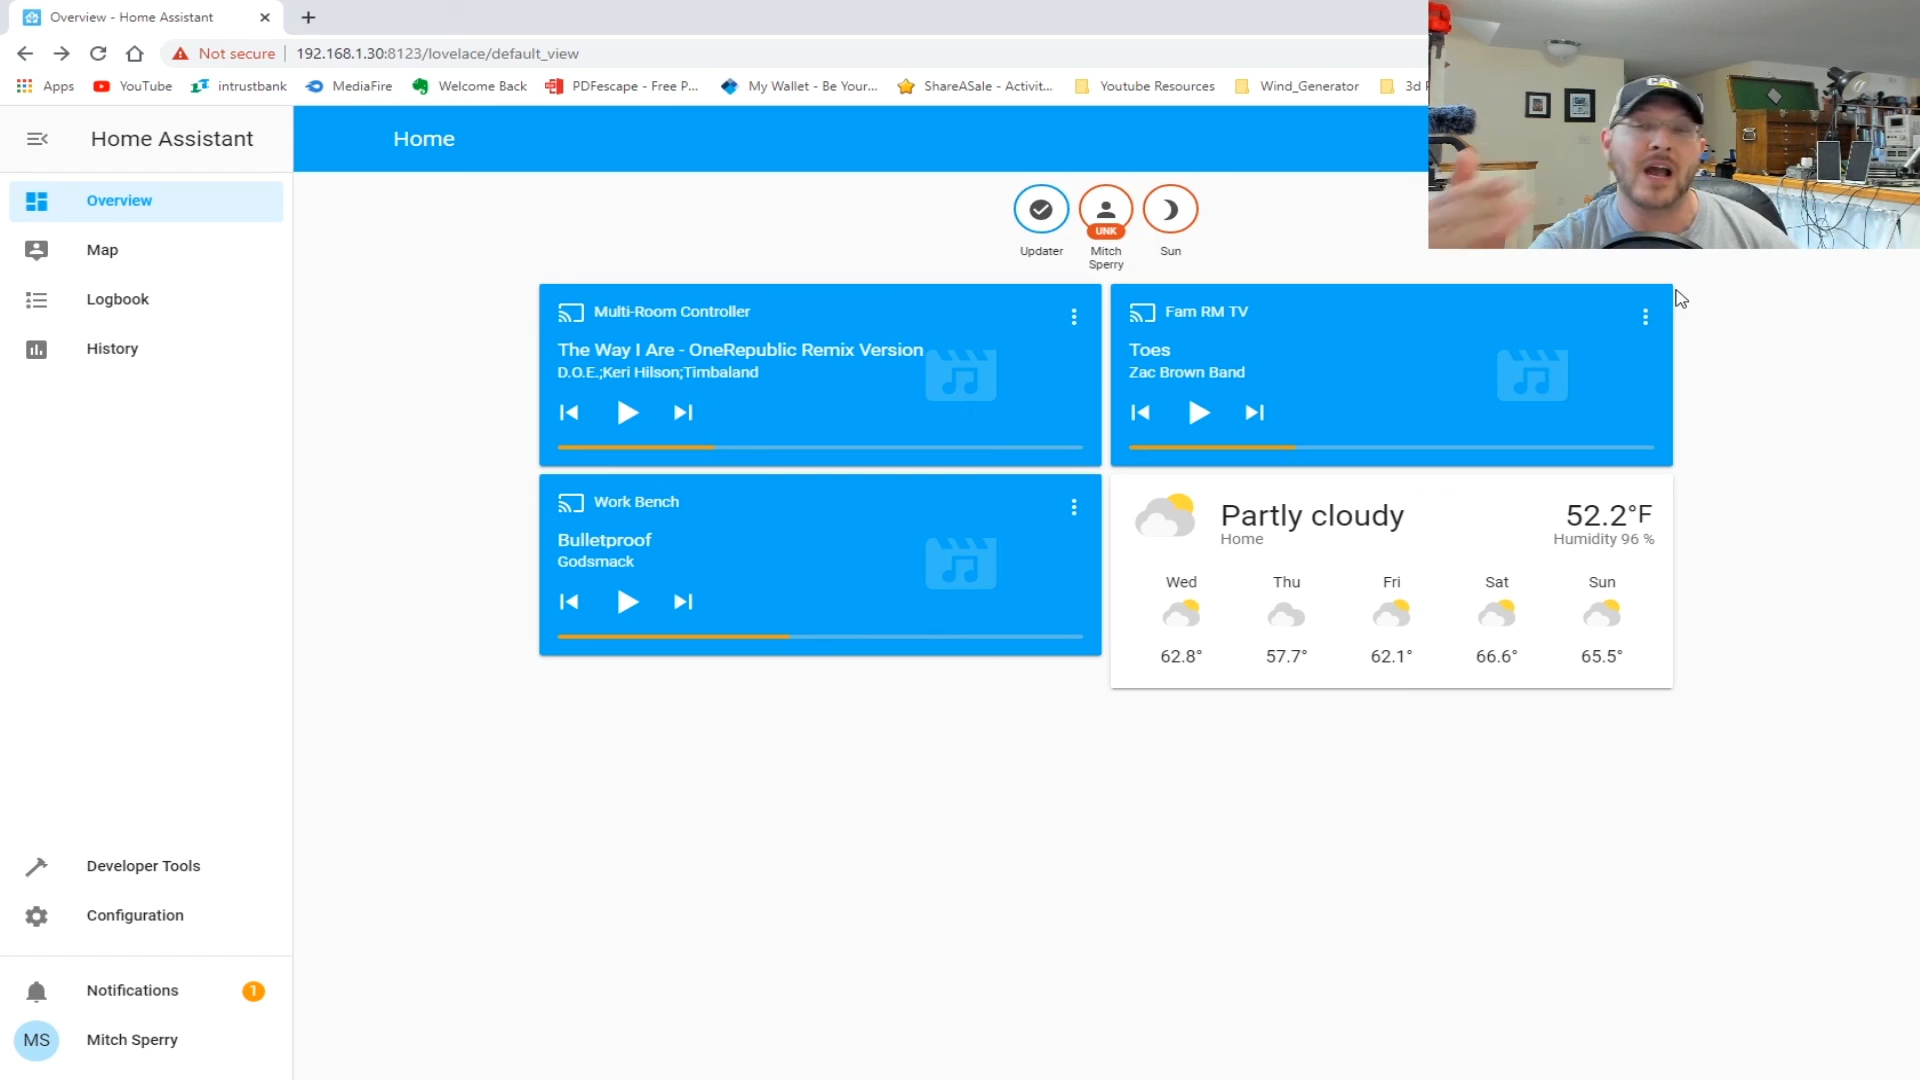 Overview - Home Assistant
Not secure
192.168.1.30:8123/lovelace/default_view
Apps
YouTube
intrustbank
MediaFire
Welcome Back
PDFescape - Free P...
My Wallet - Be Your...
ShareASale - Activit...
Youtube Resources
Wind_Generator
3d
CAT
Home Assistant
Home
Overview
Map
Logbook
History
Developer Tools
Configuration
Notifications
1
MS
Mitch Sperry
UNK
Updater
Mitch
Sperry
Sun
Multi-Room Controller
The Way I Are - OneRepublic Remix Version
D.O.E.;Keri Hilson;Timbaland
Fam RM TV
Toes
Zac Brown Band
Work Bench
Bulletproof
Godsmack
Partly cloudy
Home
52.2°F
Humidity 96 %
Wed
Thu
Fri
Sat
Sun
62.8°
57.7°
62.1°
66.6°
65.5°